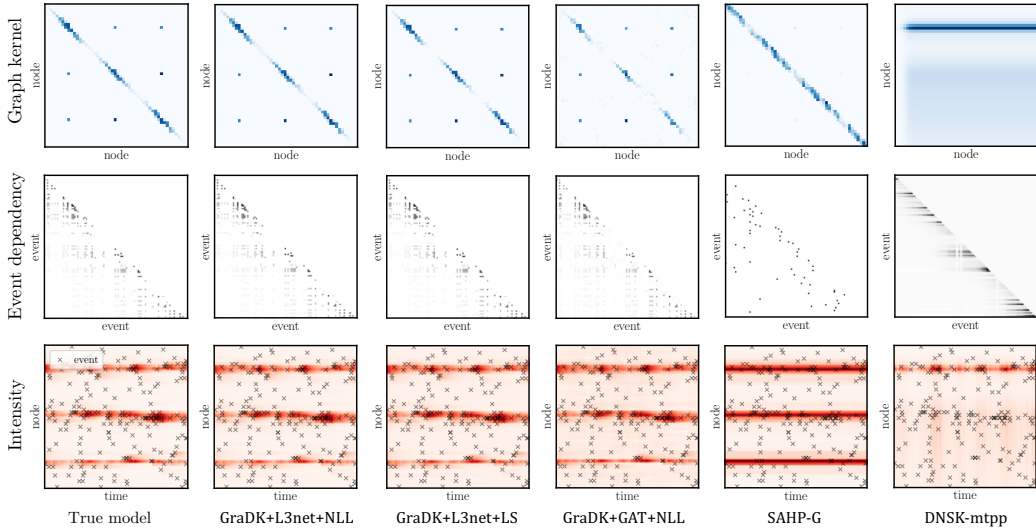 Graph kernel
node
node
node
node
node
node
node
node
node
node
node
node
Event dependency
event
event
event
event
event
event
event
event
event
event
event
event
Intensity
event
node
node
node
node
node
node
time
time
time
time
time
time
True model
GraDK+L3net+NLL
GraDK+L3net+LS
GraDK+GAT+NLL
SAHP-G
DNSK-mtpp